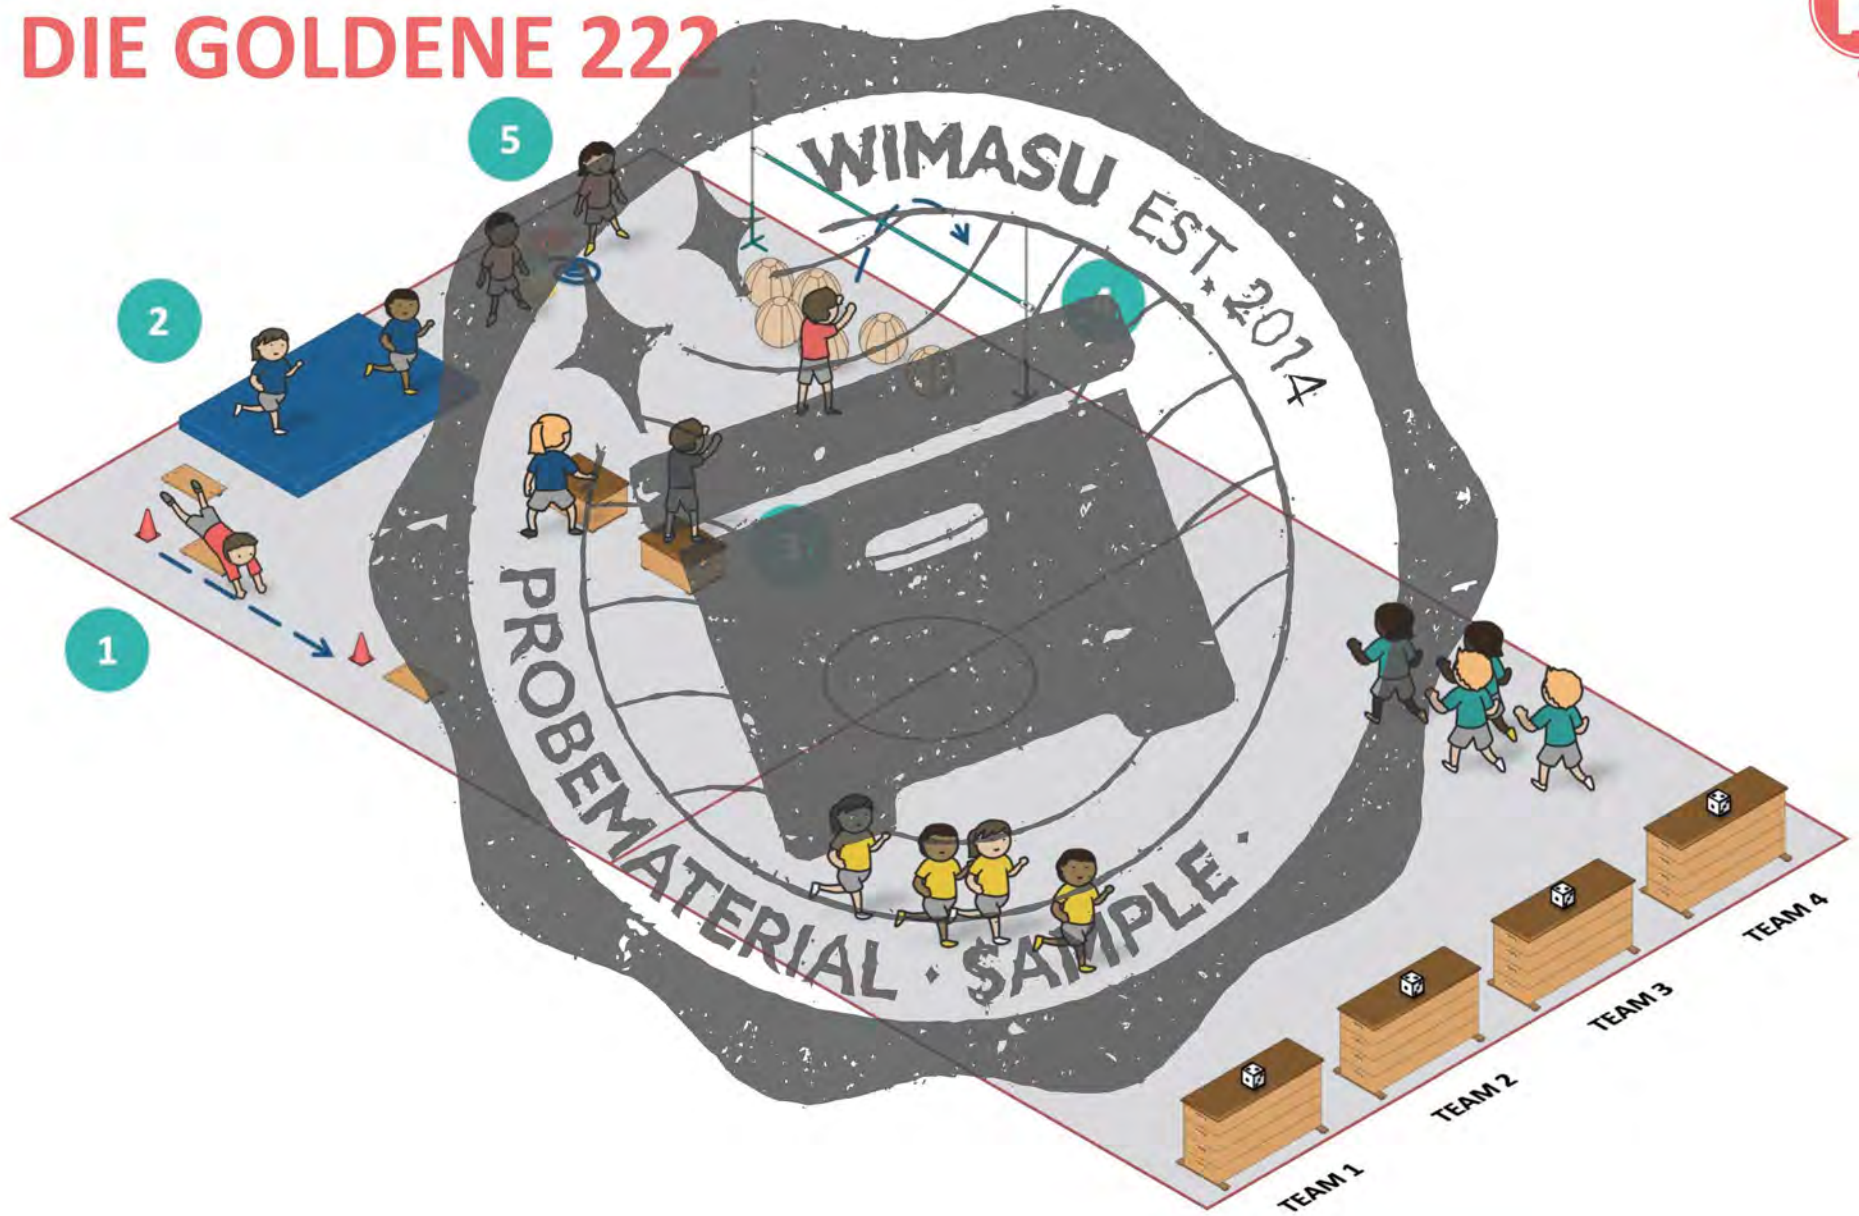 DIE GOLDENE 222
5
2
1
3
WIMASU EST. 2014
PROBEMATERIAL · SAMPLE ·
TEAM 1
TEAM 2
TEAM 3
TEAM 4